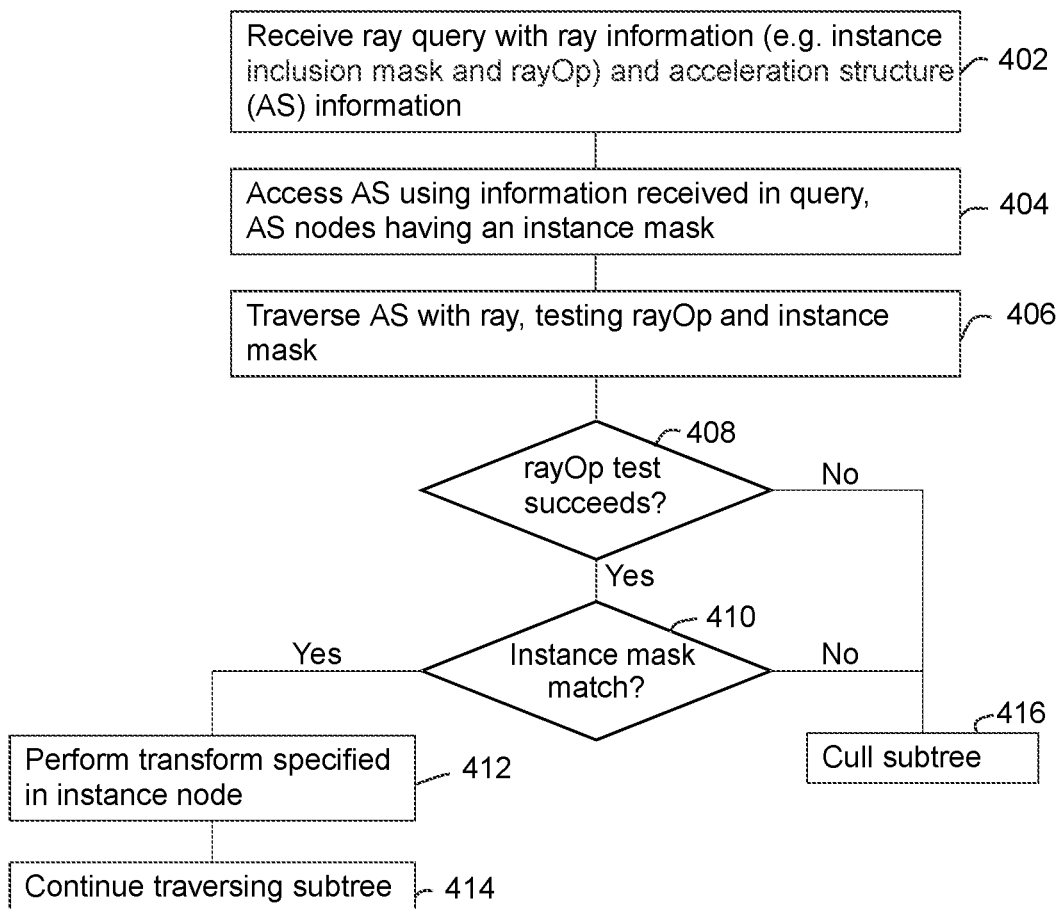 Receive ray query with ray information (e.g. instance
inclusion mask and rayOp) and acceleration structure
(AS) information
402
Access AS using information received in query,
AS nodes having an instance mask
404
Traverse AS with ray, testing rayOp and instance
mask
406
408
rayOp test
succeeds?
No
Yes
410
Instance mask
match?
Yes
No
416
Cull subtree
Perform transform specified
in instance node
412
Continue traversing subtree
414